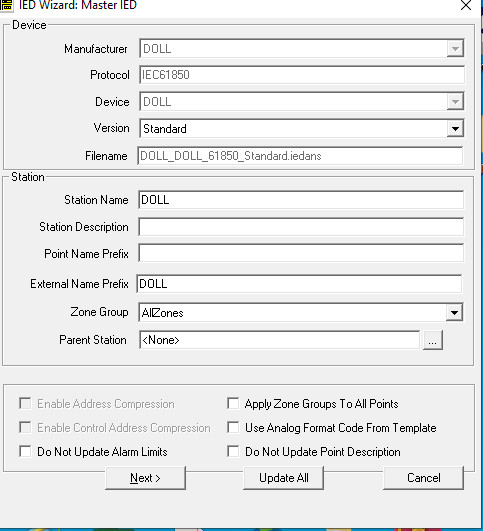 IED Wizard: Master IED
Device
Manufacturer DOLL
Protocol IEC61850
Device DOLL
Version Standard
Filename DOLL_DOLL_61850_Standard.iedans
Station
Station Name DOLL
Station Description
Point Name Prefix
External Name Prefix DOLL
Zone Group AllZones
Parent Station <None> ...
Enable Address Compression Apply Zone Groups To All Points
Enable Control Address Compression Use Analog Format Code From Template
Do Not Update Alarm Limits Do Not Update Point Description
Next > Update All Cancel